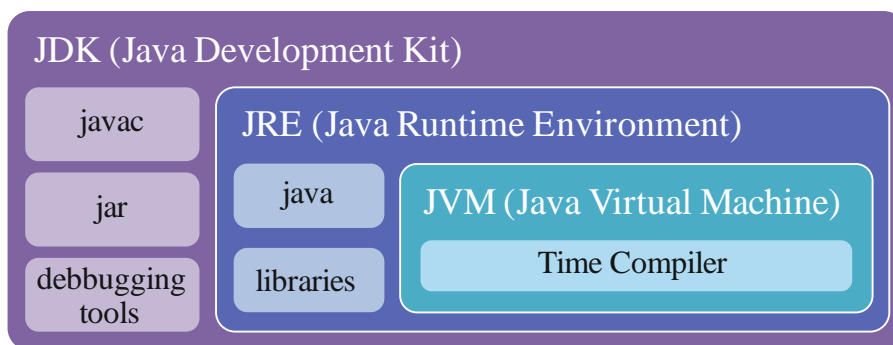 JDK (Java Development Kit)
javac
jar
debbugging
tools
JRE (Java Runtime Environment)
java
libraries
JVM (Java Virtual Machine)
Time Compiler